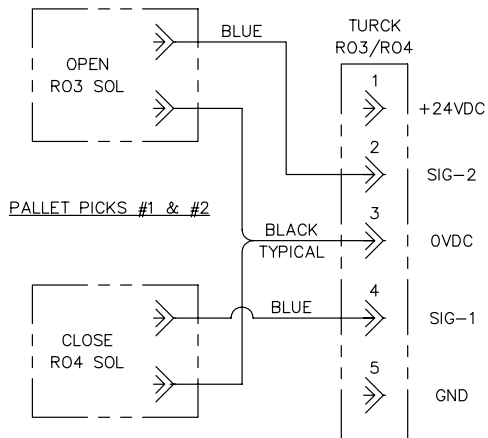 BLUE
TURCK
RO3/RO4
OPEN
RO3 SOL
1
+24VDC
2
SIG-2
PALLET PICKS #1 & #2
3
BLACK
TYPICAL
0VDC
4
BLUE
SIG-1
CLOSE
RO4 SOL
5
GND